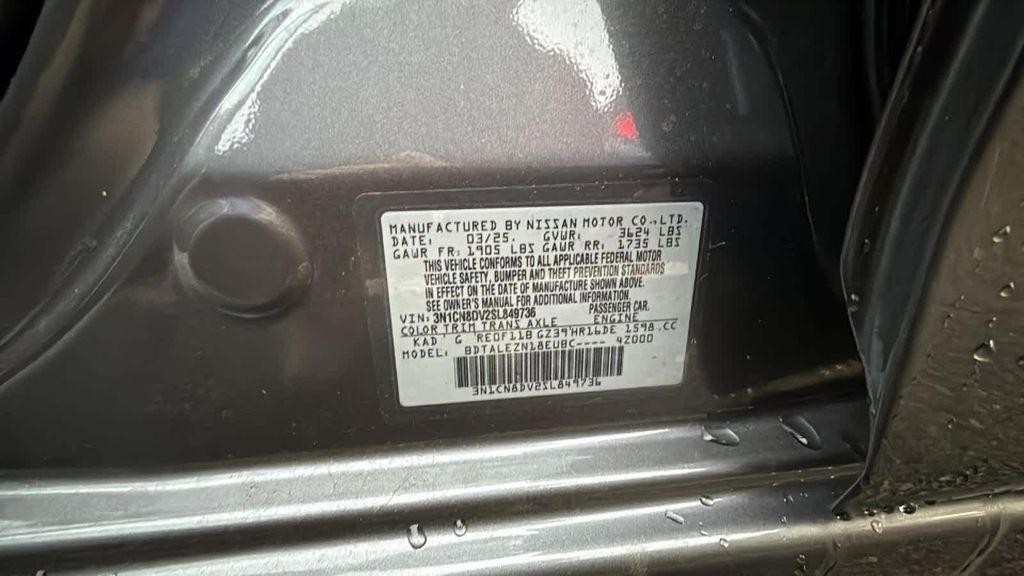 MANUFACTURED BY NISSAN MOTOR CO.,LTD.
DATE: 03/25. GVWR: 3624 LBS
GAWR FR: 1905 LBS GAWR RR: 1735 LBS
THIS VEHICLE CONFORMS TO ALL APPLICABLE FEDERAL MOTOR
VEHICLE SAFETY, BUMPER AND THEFT PREVENTION STANDARDS
IN EFFECT ON THE DATE OF MANUFACTURE SHOWN ABOVE.
SEE OWNER'S MANUAL FOR ADDITIONAL INFORMATION.
VIN: 3N1CN8DV2SL849736 PASSENGER CAR.
COLOR TRIM TRANS AXLE ENGINE
KAD G RE0F11B GZ39 HR16DE 1598.CC
MODEL: BDTALEZN18EUBC---- 4Z000
3N1CN8DV2SL849736